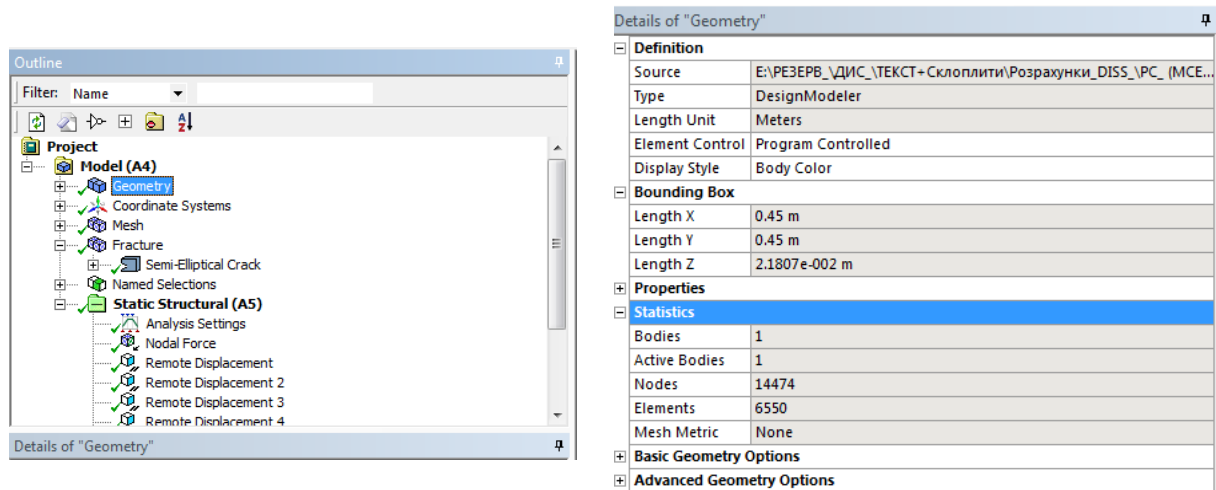 Outline
Filter: Name
Project
Model (A4)
Geometry
Coordinate Systems
Mesh
Fracture
Semi-Elliptical Crack
Named Selections
Static Structural (A5)
Analysis Settings
Nodal Force
Remote Displacement
Remote Displacement 2
Remote Displacement 3
Remote Displacement 4
Details of "Geometry"
Details of "Geometry"
Definition
Source E:\РЕЗЕРВ_\ДИС_\ТЕКСТ+Склоплити\Розрахунки_DISS_\PC_ (МСЕ...
Type DesignModeler
Length Unit Meters
Element Control Program Controlled
Display Style Body Color
Bounding Box
Length X 0.45 m
Length Y 0.45 m
Length Z 2.1807e-002 m
Properties
Statistics
Bodies 1
Active Bodies 1
Nodes 14474
Elements 6550
Mesh Metric None
Basic Geometry Options
Advanced Geometry Options